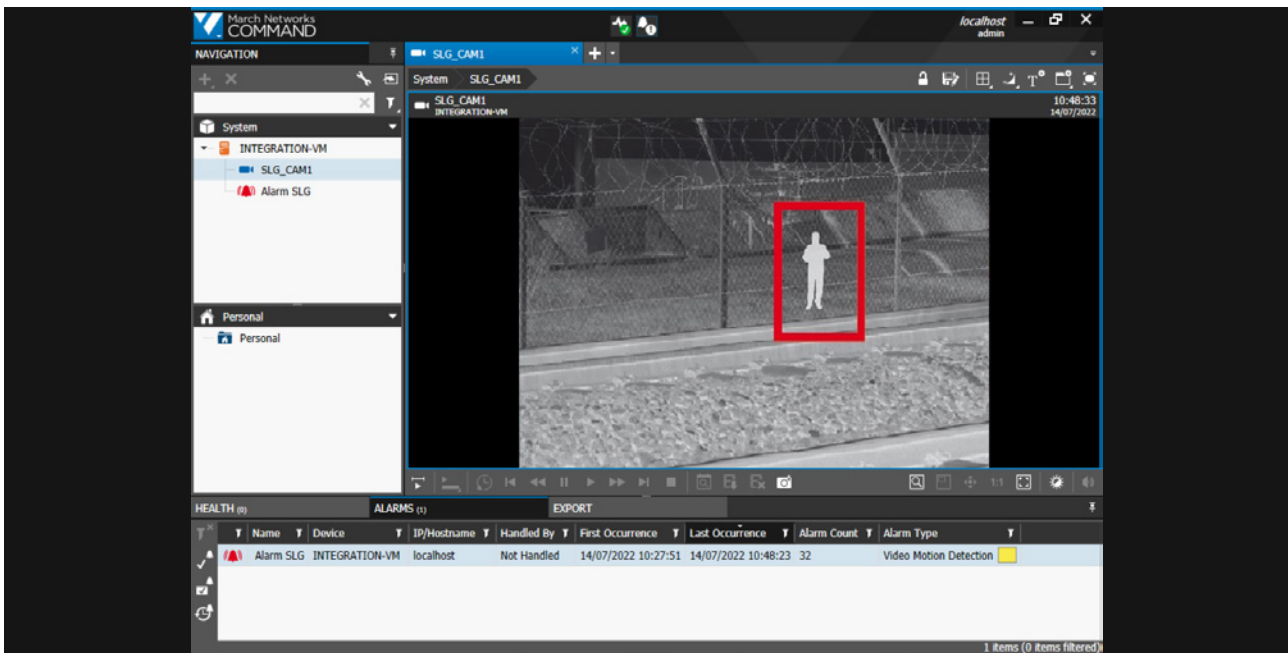 March Networks
COMMAND
localhost
admin
NAVIGATION
SLG_CAM1
System SLG_CAM1
SLG_CAM1
INTEGRATION-VM
10:48:33
14/07/2022
System
INTEGRATION-VM
SLG_CAM1
Alarm SLG
Personal
Personal
1:1
HEALTH (0) ALARMS (1) EXPORT
Name Device IP/Hostname Handled By First Occurrence Last Occurrence Alarm Count Alarm Type
Alarm SLG INTEGRATION-VM localhost Not Handled 14/07/2022 10:27:51 14/07/2022 10:48:23 32 Video Motion Detection
1 items (0 items filtered)